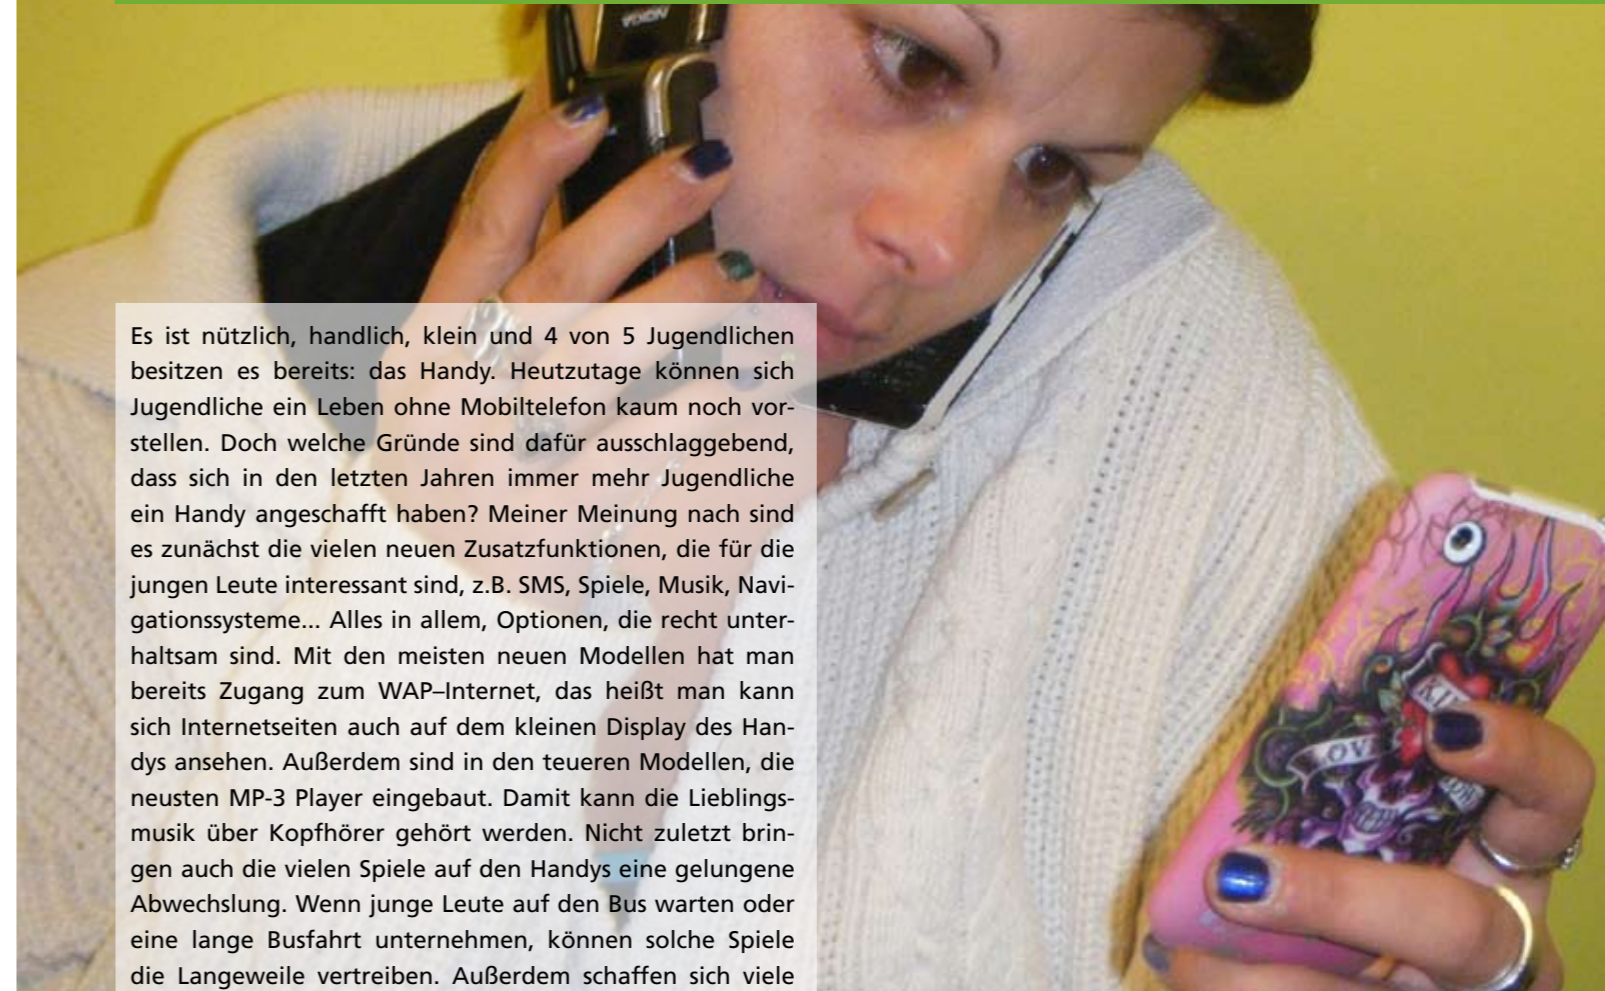 NOKIA
Es ist nützlich, handlich, klein und 4 von 5 Jugendlichen
besitzen es bereits: das Handy. Heutzutage können sich
Jugendliche ein Leben ohne Mobiltelefon kaum noch vor-
stellen. Doch welche Gründe sind dafür ausschlaggebend,
dass sich in den letzten Jahren immer mehr Jugendliche
ein Handy angeschafft haben? Meiner Meinung nach sind
es zunächst die vielen neuen Zusatzfunktionen, die für die
jungen Leute interessant sind, z.B. SMS, Spiele, Musik, Navi-
gationssysteme... Alles in allem, Optionen, die recht unter-
haltsam sind. Mit den meisten neuen Modellen hat man
bereits Zugang zum WAP–Internet, das heißt man kann
sich Internetseiten auch auf dem kleinen Display des Han-
dys ansehen. Außerdem sind in den teueren Modellen, die
neusten MP-3 Player eingebaut. Damit kann die Lieblings-
musik über Kopfhörer gehört werden. Nicht zuletzt brin-
gen auch die vielen Spiele auf den Handys eine gelungene
Abwechslung. Wenn junge Leute auf den Bus warten oder
eine lange Busfahrt unternehmen, können solche Spiele
die Langeweile vertreiben. Außerdem schaffen sich viele